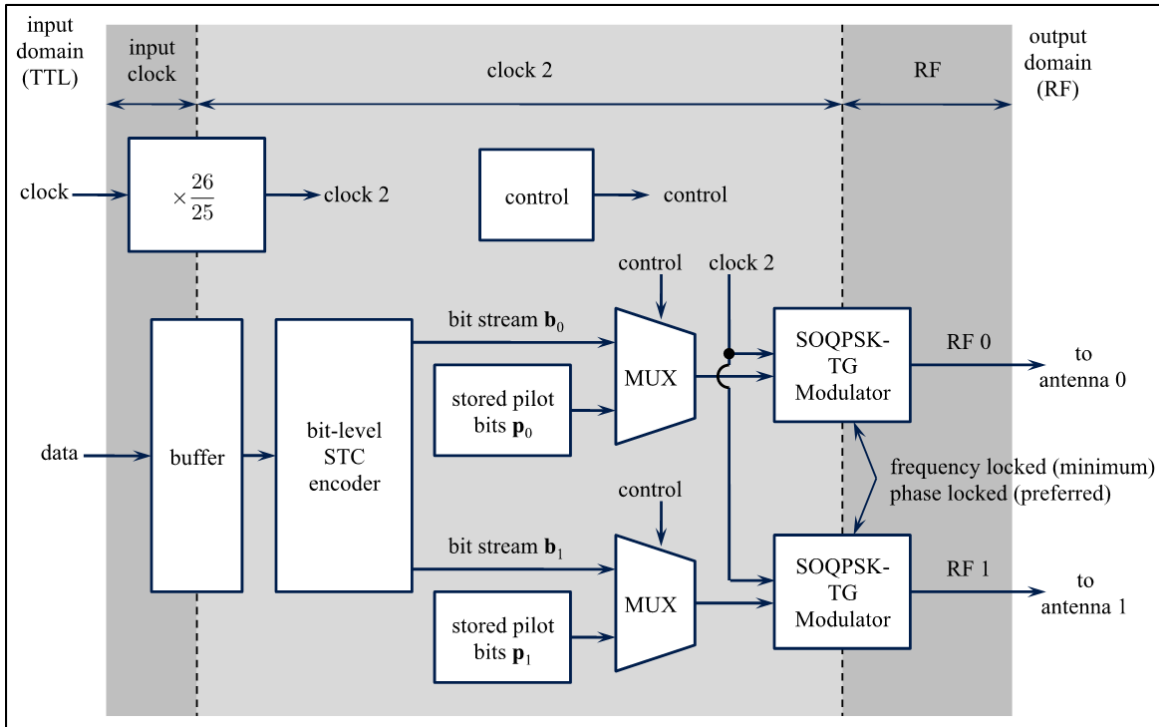 input
domain
(TTL)
input
clock
clock 2
RF
output
domain
(RF)
clock
× 26/25
clock 2
control
control
control
clock 2
bit stream b₀
MUX
stored pilot
bits p₀
SOQPSK-
TG
Modulator
RF 0
to
antenna 0
data
buffer
bit-level
STC
encoder
frequency locked (minimum)
phase locked (preferred)
control
bit stream b₁
MUX
stored pilot
bits p₁
SOQPSK-
TG
Modulator
RF 1
to
antenna 1